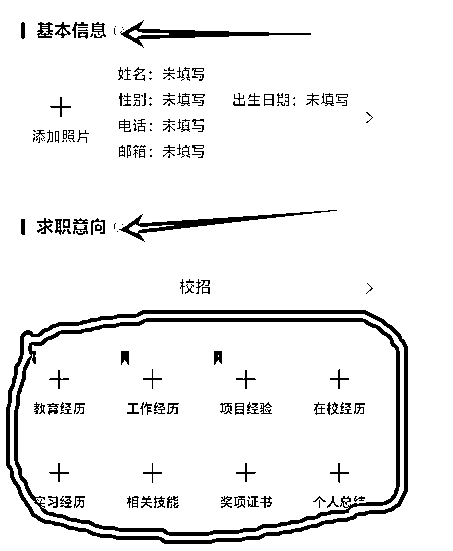 基本信息
姓名：未填写
性别：未填写 出生日期：未填写
电话：未填写
添加照片
邮箱：未填写
求职意向
校招
教育经历 工作经历 项目经验 在校经历
实习经历 相关技能 奖项证书 个人总结